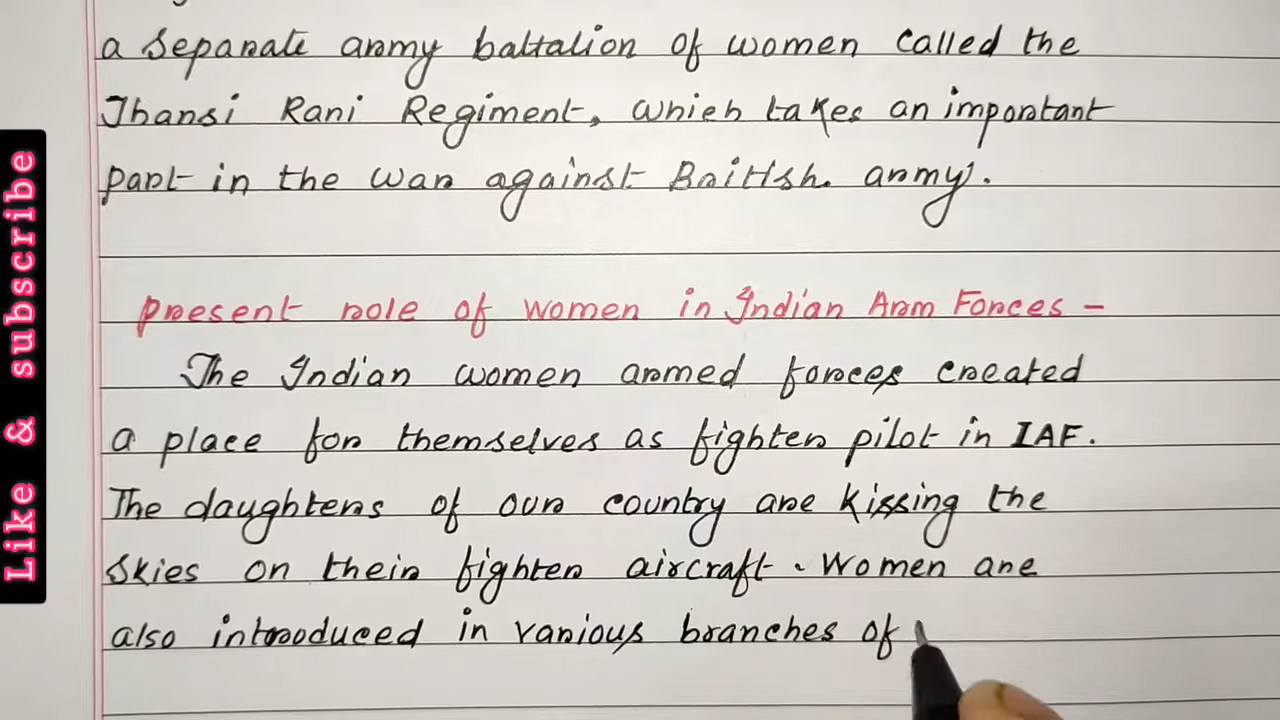 a separate army battalion of women called the
Jhansi Rani Regiment, which takes an important
part in the war against British army.
Present role of women in Indian Arm Forces -
The Indian women armed forces created
a place for themselves as fighter pilot in IAF.
The daughters of our country are kissing the
skies on their fighter aircraft. Women are
also introduced in various branches of
Like & subscribe